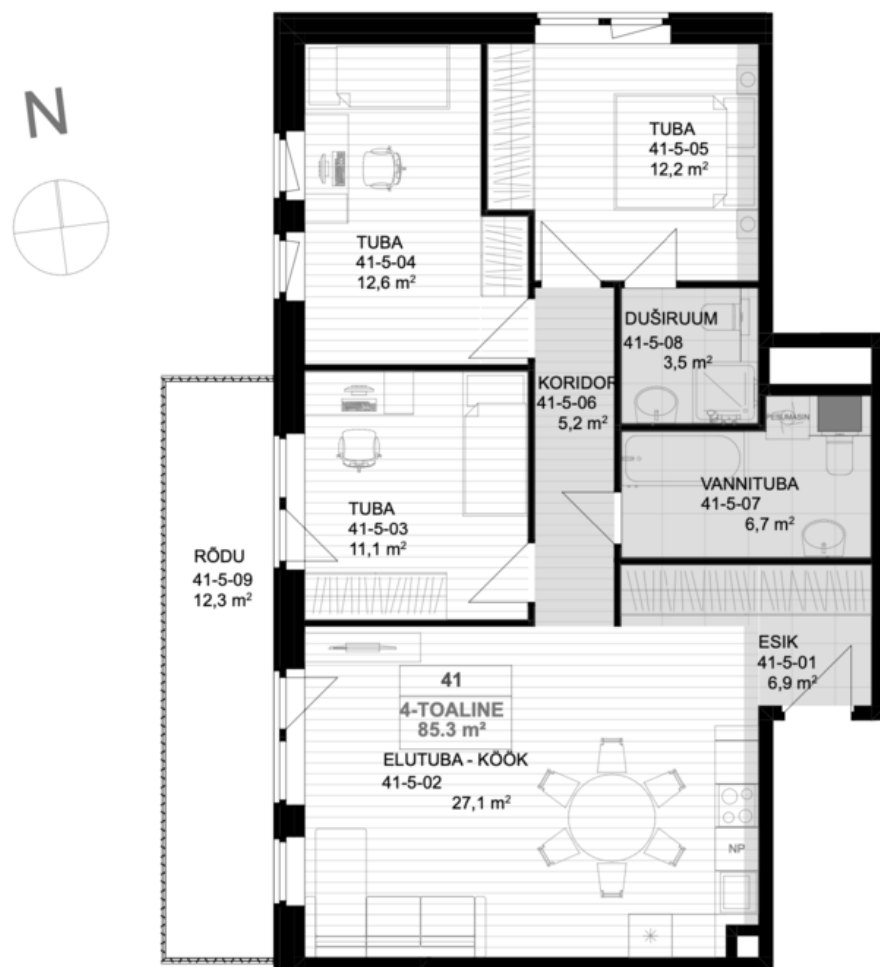 N
TUBA
41-5-05
12,2 m²
TUBA
41-5-04
12,6 m²
DUŠIRUUM
41-5-08
3,5 m²
KORIDOR
41-5-06
5,2 m²
PESUMASIN
VANNITUBA
41-5-07
6,7 m²
TUBA
41-5-03
11,1 m²
RÕDU
41-5-09
12,3 m²
ESIK
41-5-01
6,9 m²
41
4-TOALINE
85.3 m²
ELUTUBA - KÖÖK
41-5-02
27,1 m²
NP